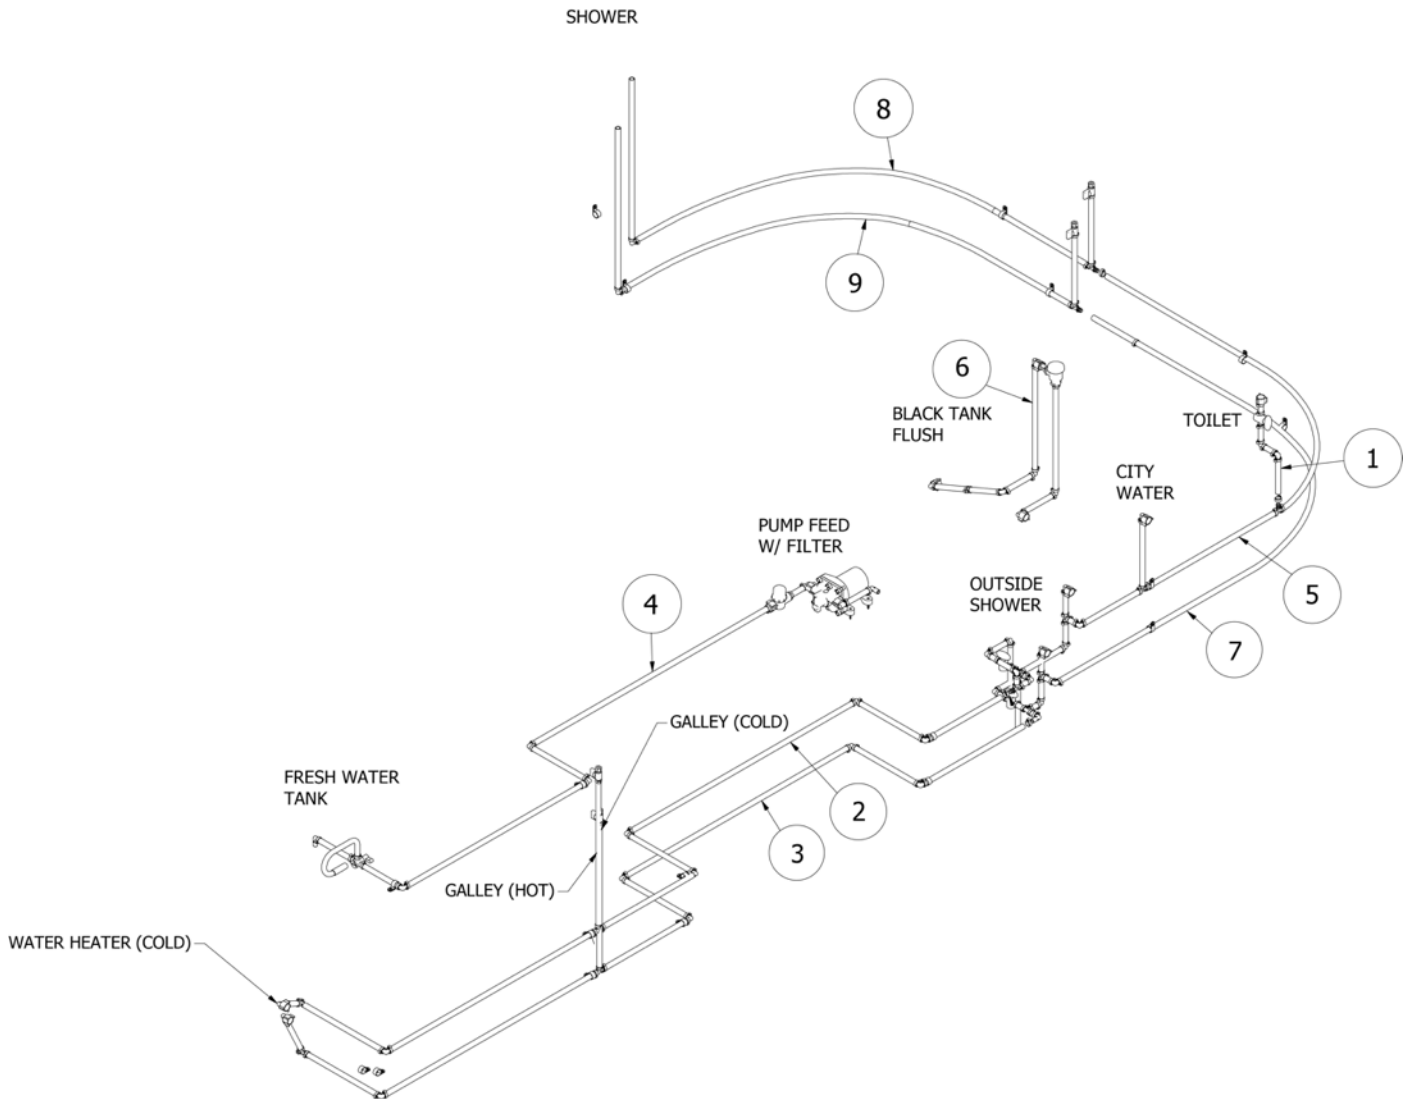 SHOWER
8
9
6
BLACK TANK
FLUSH
TOILET
1
CITY
WATER
PUMP FEED
W/ FILTER
OUTSIDE
SHOWER
5
4
7
GALLEY (COLD)
FRESH WATER
TANK
2
3
GALLEY (HOT)
WATER HEATER (COLD)